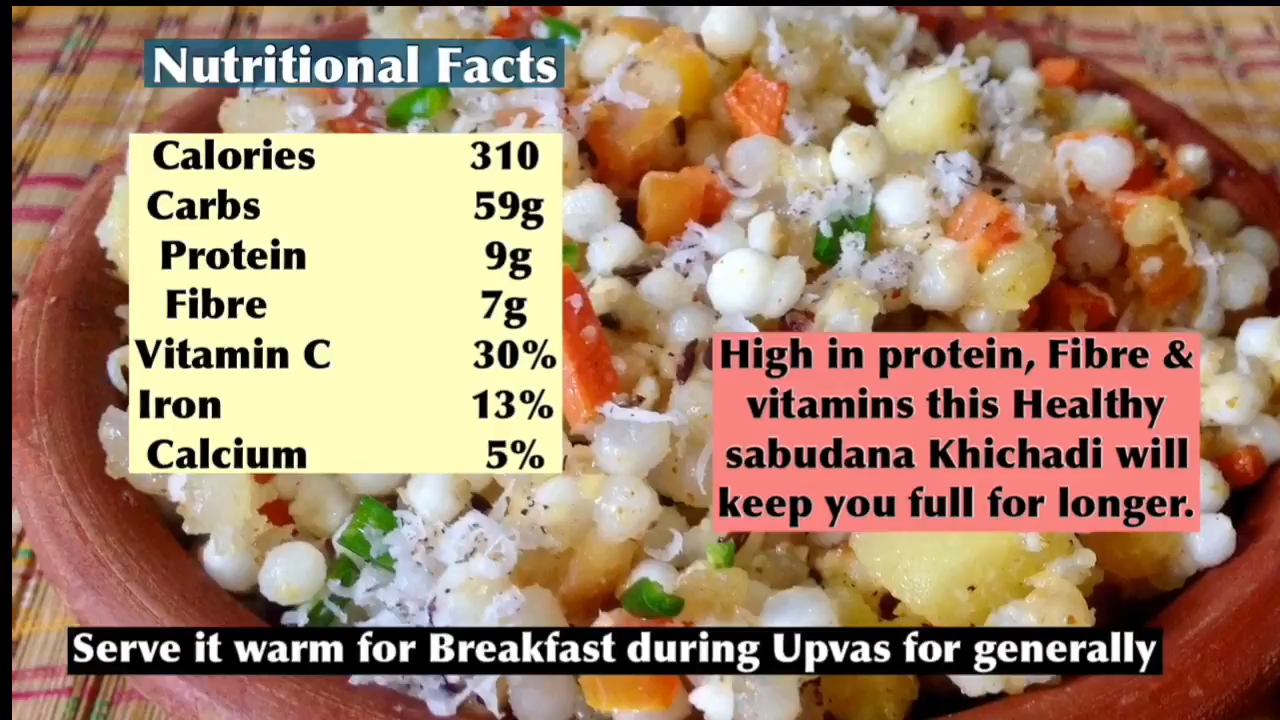 Nutritional Facts
Calories 310
Carbs 59g
Protein 9g
Fibre 7g
Vitamin C 30%
Iron 13%
Calcium 5%
High in protein, Fibre &
vitamins this Healthy
sabudana Khichadi will
keep you full for longer.
Serve it warm for Breakfast during Upvas for generally